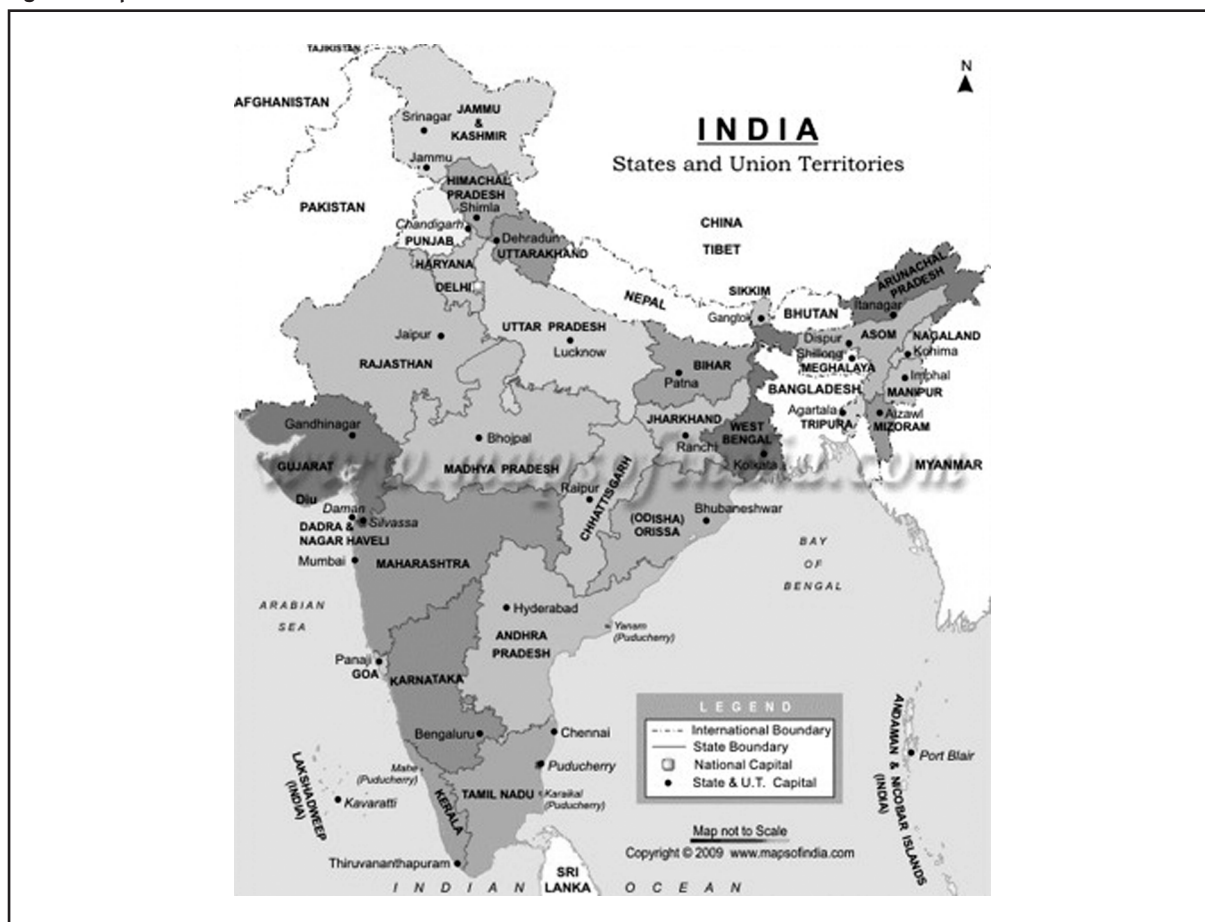 TAJIKISTAN
AFGHANISTAN
JAMMU
&
KASHMIR
Srinagar
Jammu
N
INDIA
States and Union Territories
HIMACHAL
PRADESH
Shimla
PAKISTAN
Chandigarh
PUNJAB
Dehradun
UTTARAKHAND
HARYANA
DELHI
CHINA
TIBET
NEPAL
SIKKIM
Gangtok
BHUTAN
ARUNACHAL
PRADESH
Itanagar
Dispur
ASOM
NAGALAND
Kohima
Shillong
MEGHALAYA
Imphal
MANIPUR
BANGLADESH
Agartala
TRIPURA
Aizawl
MIZORAM
MYANMAR
Jaipur
RAJASTHAN
UTTAR PRADESH
Lucknow
BIHAR
Patna
JHARKHAND
Ranchi
WEST
BENGAL
Kolkata
Gandhinagar
GUJARAT
Bhojpal
MADHYA PRADESH
www.mapsofindia.com
Diu
Daman
Silvassa
DADRA &
NAGAR HAVELI
Raipur
CHHATTISGARH
(ODISHA)
ORISSA
Bhubaneshwar
Mumbai
MAHARASHTRA
BAY
OF
BENGAL
ARABIAN
SEA
Hyderabad
ANDHRA
PRADESH
Yanam
(Puducherry)
Panaji
GOA
KARNATAKA
Bengaluru
Chennai
Mahe
(Puducherry)
Puducherry
TAMIL NADU
Karaikal
(Puducherry)
KERALA
LAKSHADWEEP
(INDIA)
Kavaratti
Thiruvananthapuram
SRI
LANKA
INDIAN OCEAN
LEGEND
International Boundary
State Boundary
National Capital
State & U.T. Capital
Map not to Scale
Copyright © 2009 www.mapsofindia.com
ANDAMAN & NICOBAR ISLANDS
(INDIA)
Port Blair